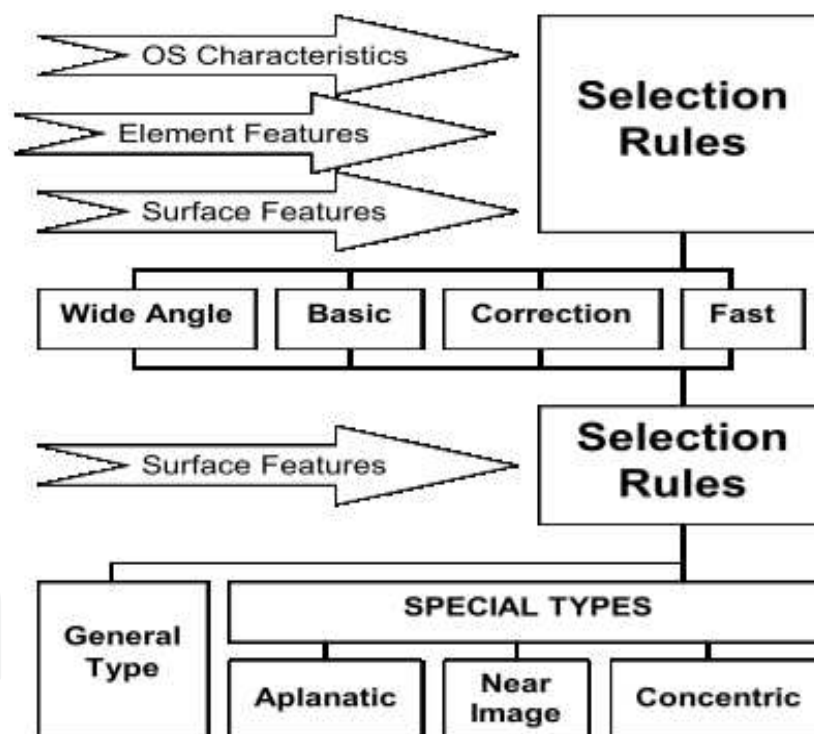 OS Characteristics
Element Features
Surface Features
Selection
Rules
Wide Angle
Basic
Correction
Fast
Surface Features
Selection
Rules
General
Type
SPECIAL TYPES
Aplanatic
Near
Image
Concentric